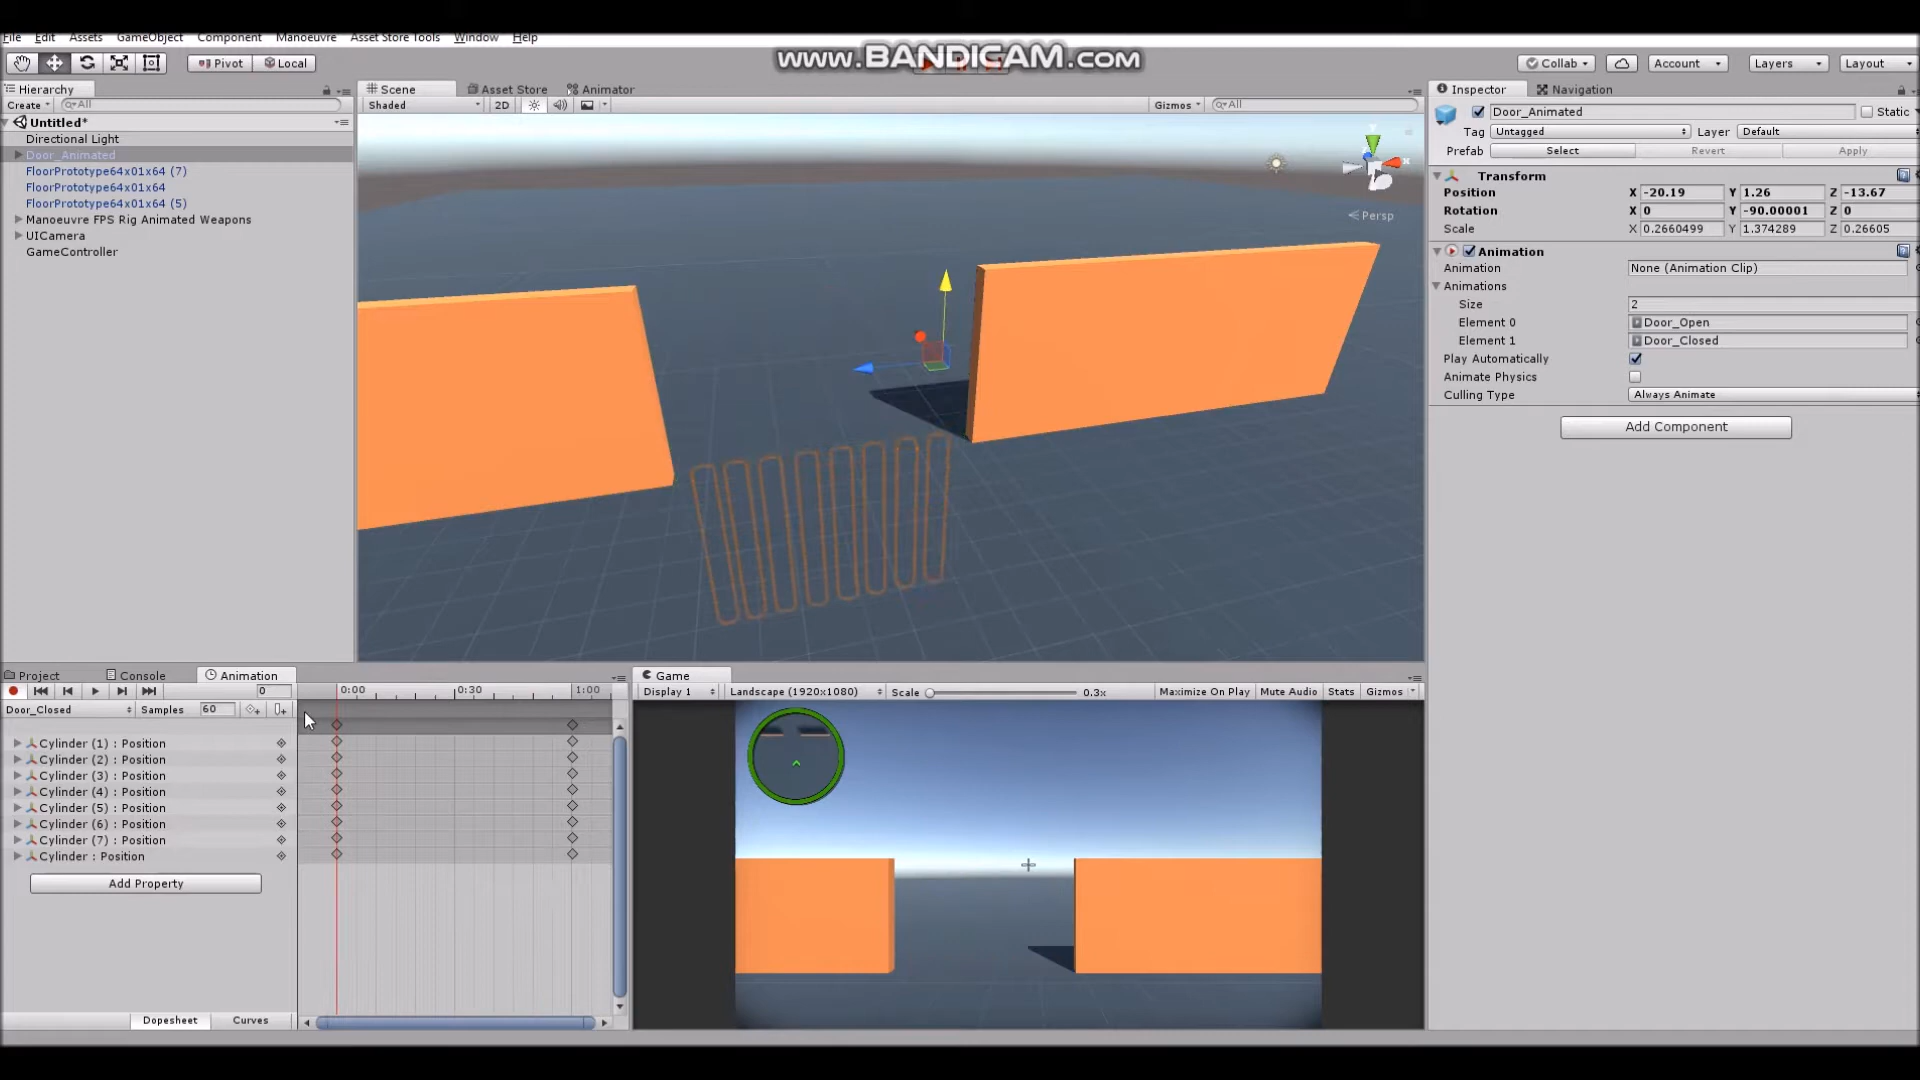 File Edit Assets GameObject Component Manoeuvre Asset Store Tools Window Help
www.BANDICAM.com
Pivot Local
Collab Account Layers Layout
Hierarchy
Create All
Untitled*
Directional Light
Door_Animated
FloorPrototype64x01x64 (7)
FloorPrototype64x01x64
FloorPrototype64x01x64 (5)
Manoeuvre FPS Rig Animated Weapons
UICamera
GameController
Scene Asset Store Animator
Shaded 2D Gizmos All
Persp
Inspector Navigation
Door_Animated Static
Tag Untagged Layer Default
Prefab Select Revert Apply
Transform
Position X -20.19 Y 1.26 Z -13.67
Rotation X 0 Y -90.00001 Z 0
Scale X 0.2660499 Y 1.374289 Z 0.26605
Animation
Animation None (Animation Clip)
Animations
Size 2
Element 0 Door_Open
Element 1 Door_Closed
Play Automatically
Animate Physics
Culling Type Always Animate
Add Component
Project Console Animation
0 0:00 0:30 1:00
Door_Closed Samples 60
Cylinder (1) : Position
Cylinder (2) : Position
Cylinder (3) : Position
Cylinder (4) : Position
Cylinder (5) : Position
Cylinder (6) : Position
Cylinder (7) : Position
Cylinder : Position
Add Property
Dopesheet Curves
Game
Display 1 Landscape (1920x1080) Scale 0.3x Maximize On Play Mute Audio Stats Gizmos